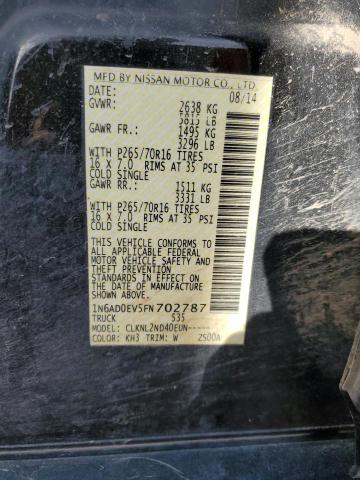 MFD BY NISSAN MOTOR CO., LTD.
DATE: 08/14
GVWR: 2638 KG
5815 LB
GAWR FR: 1495 KG
3296 LB
WITH P265/70R16 TIRES
16 X 7.0 RIMS AT 35 PSI
COLD SINGLE
GAWR RR: 1511 KG
3331 LB
WITH P265/70R16 TIRES
16 X 7.0 RIMS AT 35 PSI
COLD SINGLE
THIS VEHICLE CONFORMS TO
ALL APPLICABLE FEDERAL
MOTOR VEHICLE SAFETY
STANDARDS IN EFFECT ON
THE DATE OF MANUFACTURE
SHOWN ABOVE.
1N6AD0EV5FN702787
TRUCK 535
MODEL: CLKNL2ND40EUN------
COLOR: KH3 TRIM: W 2500A